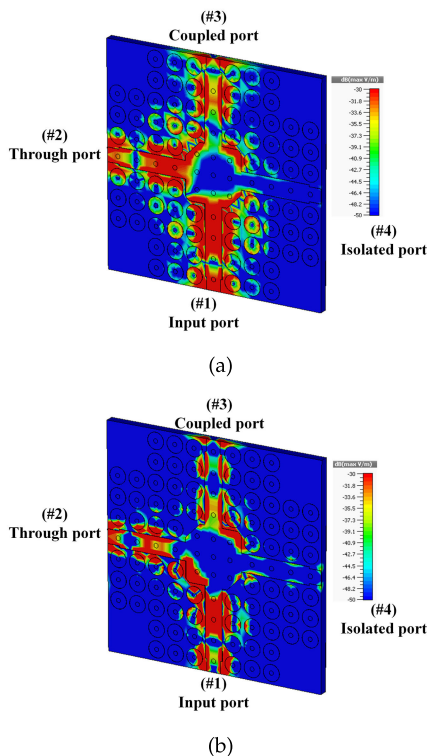 (#3)
Coupled port
dB(max V/m)
-30
-31.8
-33.6
-35.5
-37.3
-39.1
-40.9
-42.7
-44.5
-46.4
-48.2
-50
(#2)
Through port
(#4)
Isolated port
(#1)
Input port
(a)
(#3)
Coupled port
dB(max V/m)
-30
-31.8
-33.6
-35.5
-37.3
-39.1
-40.9
-42.7
-44.5
-46.4
-48.2
-50
(#2)
Through port
(#4)
Isolated port
(#1)
Input port
(b)